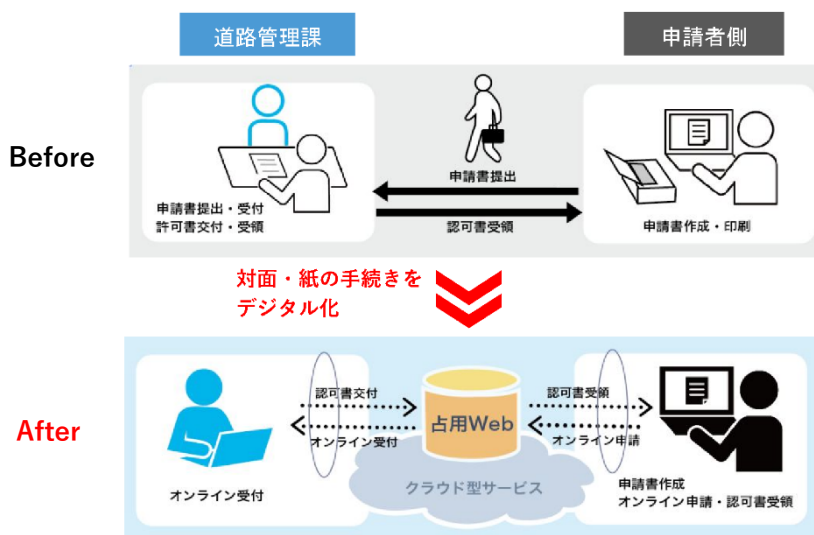 道路管理課
申請者側
Before
申請書提出
申請書提出・受付
許可書交付・受領
認可書受領
申請書作成・印刷
対面・紙の手続きを
デジタル化
After
認可書交付
オンライン受付
占用Web
クラウド型サービス
認可書受領
オンライン申請
オンライン受付
申請書作成
オンライン申請・認可書受領